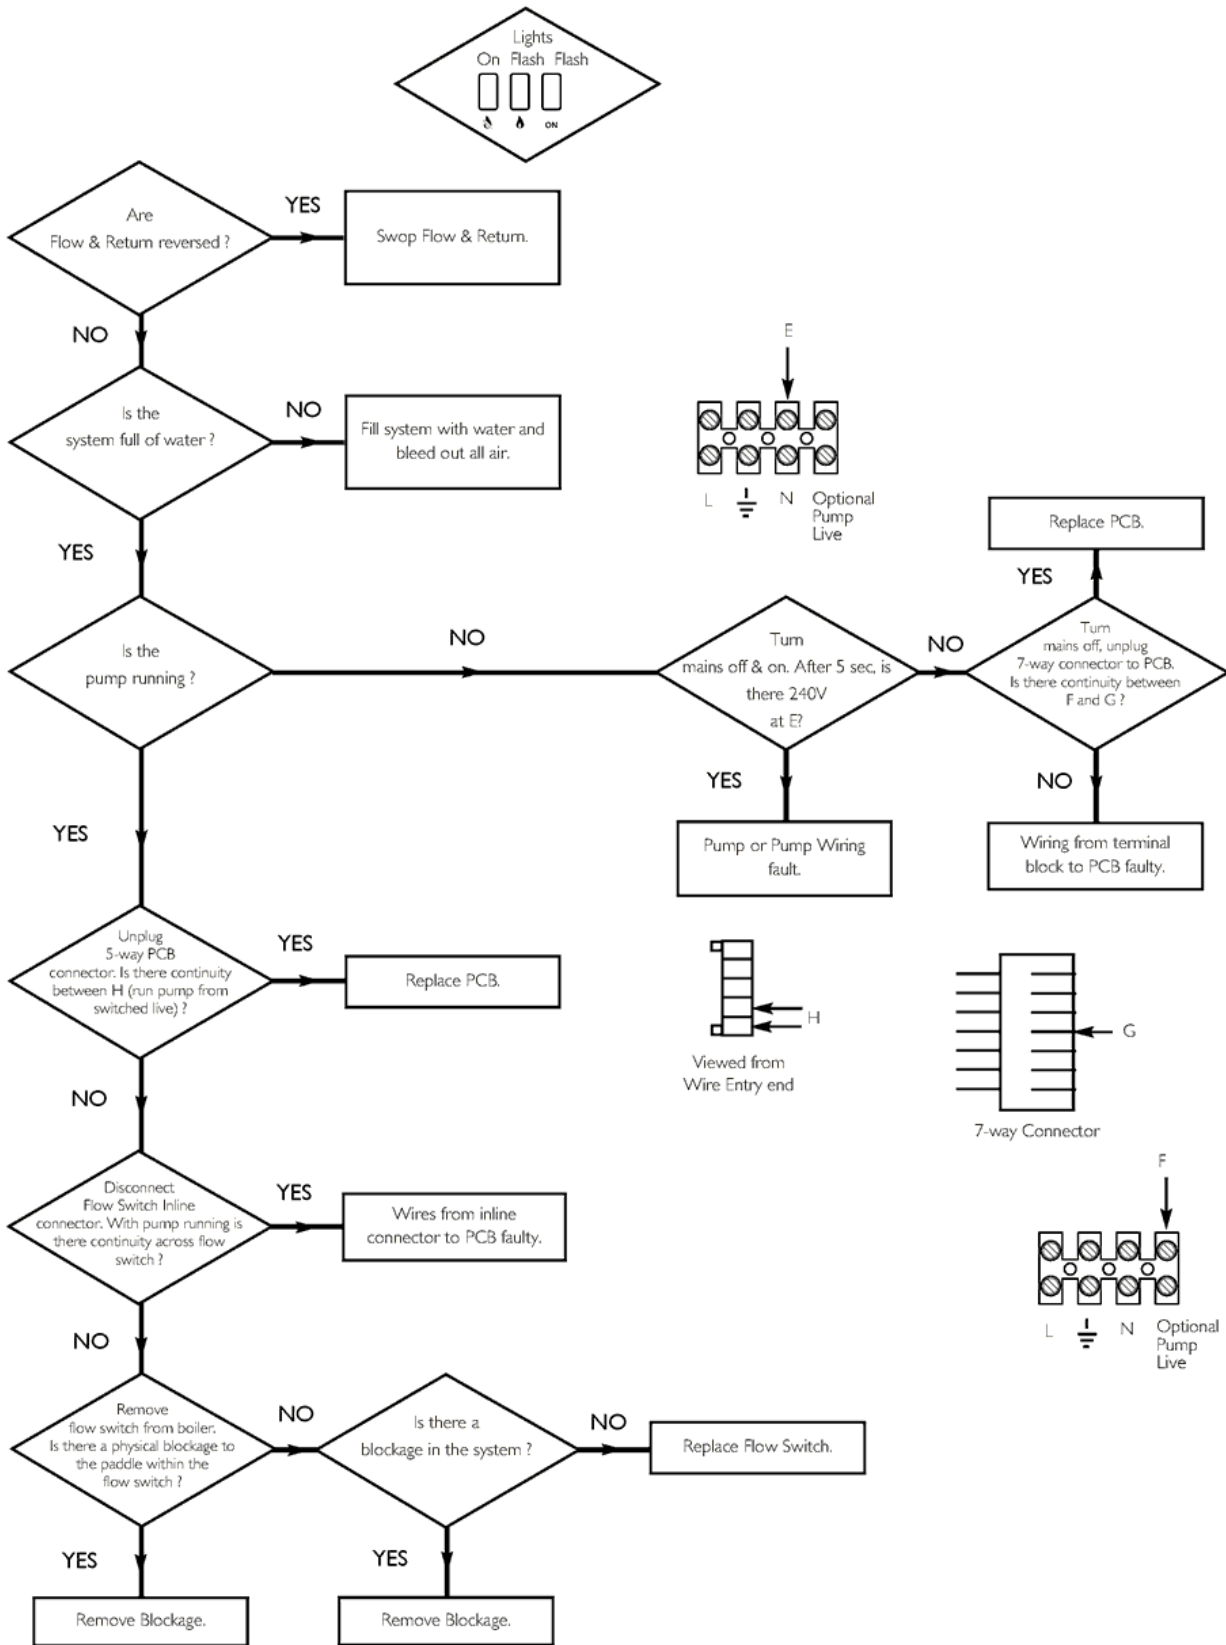 Lights
On Flash Flash
ON
Are
Flow & Return reversed ?
YES
Swop Flow & Return.
NO
Is the
system full of water ?
NO
Fill system with water and
bleed out all air.
YES
E
L
N
Optional
Pump
Live
Is the
pump running ?
NO
Turn
mains off & on. After 5 sec, is
there 240V
at E?
NO
Turn
mains off, unplug
7-way connector to PCB.
Is there continuity between
F and G ?
YES
Replace PCB.
YES
Pump or Pump Wiring
fault.
NO
Wiring from terminal
block to PCB faulty.
YES
Unplug
5-way PCB
connector. Is there continuity
between H (run pump from
switched live) ?
YES
Replace PCB.
H
Viewed from
Wire Entry end
G
7-way Connector
NO
Disconnect
Flow Switch Inline
connector. With pump running is
there continuity across flow
switch ?
YES
Wires from inline
connector to PCB faulty.
F
L
N
Optional
Pump
Live
NO
Remove
flow switch from boiler.
Is there a physical blockage to
the paddle within the
flow switch ?
NO
Is there a
blockage in the system ?
NO
Replace Flow Switch.
YES
Remove Blockage.
YES
Remove Blockage.